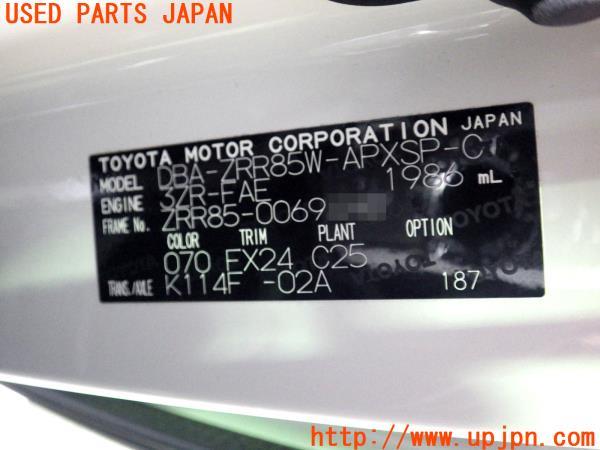 USED PARTS JAPAN
TOYOTA MOTOR CORPORATION JAPAN
MODEL DBA-ZRR85W-APXSP-C
ENGINE 3ZR-FAE 1986 mL
FRAME No. ZRR85-0069
COLOR TRIM PLANT OPTION
070 FX24 C25
TRANS./AXLE K114F -02A 187
http://www.upjpn.com/